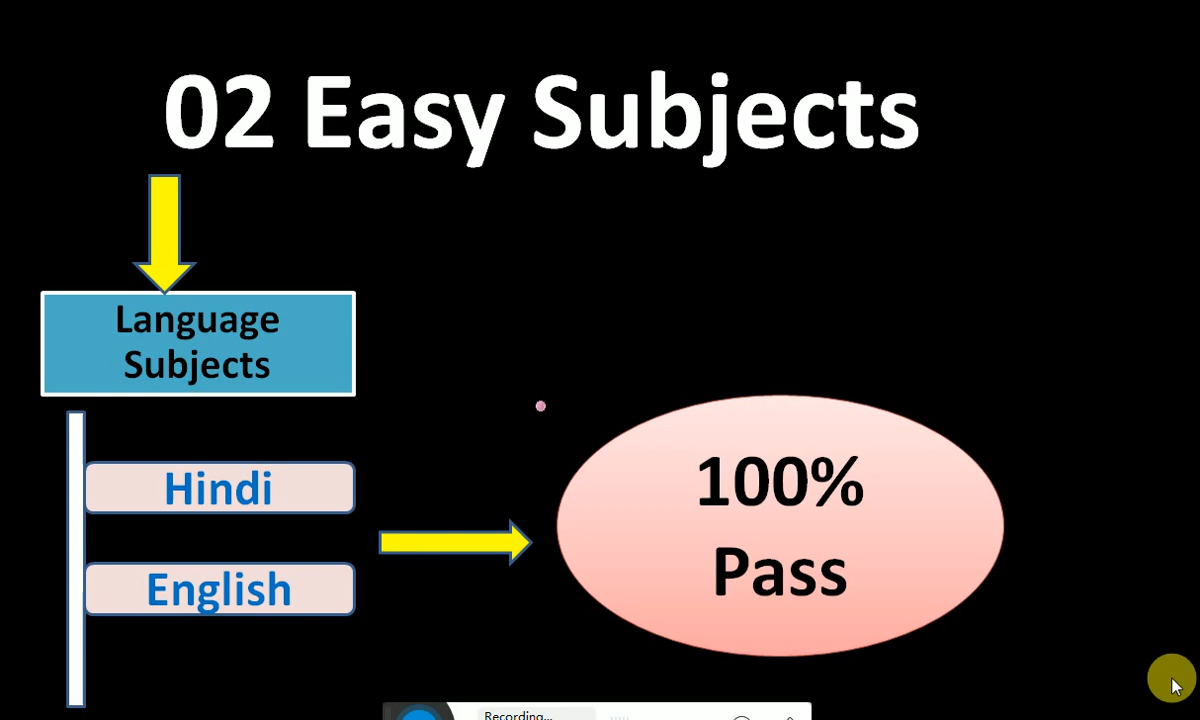 02 Easy Subjects
Language
Subjects
Hindi
English
100%
Pass
Recording...